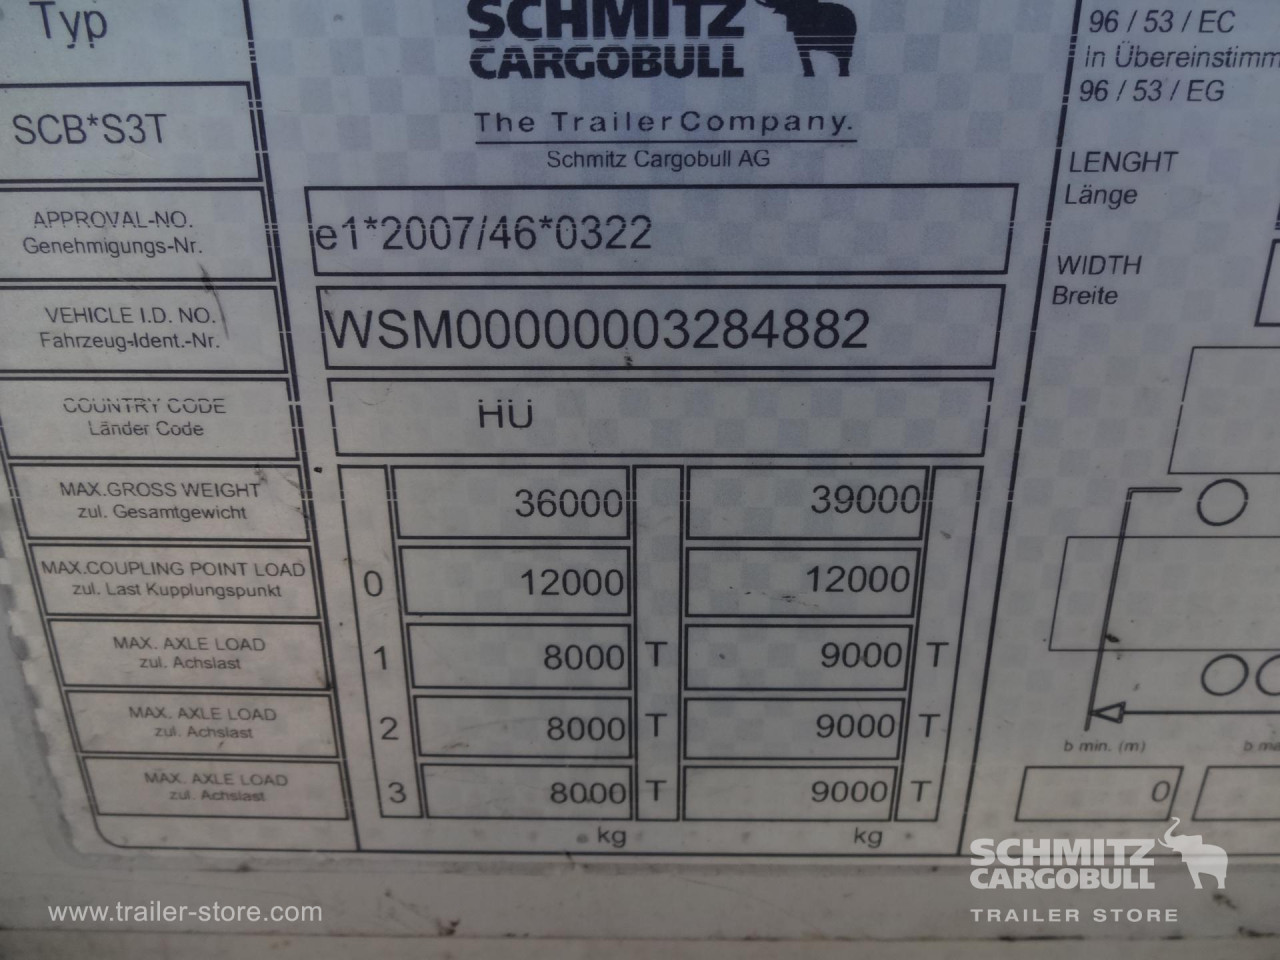 Typ
SCB*S3T
SCHMITZ
CARGOBULL
The TrailerCompany.
Schmitz Cargobull AG
APPROVAL-NO.
Genehmigungs-Nr.
e1*2007/46*0322
VEHICLE I.D. NO.
Fahrzeug-Ident.-Nr.
WSM00000003284882
COUNTRY CODE
Länder Code
HU
MAX.GROSS WEIGHT
zul. Gesamtgewicht
36000
39000
MAX.COUPLING POINT LOAD
zul. Last Kupplungspunkt
0
12000
12000
MAX. AXLE LOAD
zul. Achslast
1
8000 T
9000 T
MAX. AXLE LOAD
zul. Achslast
2
8000 T
9000 T
MAX. AXLE LOAD
zul. Achslast
3
8000 T
9000 T
kg
kg
96 / 53 / EC
in
96 / 53 / EG
LENGHT
Länge
WIDTH
Breite
b min. (m)
b
0
www.trailer-store.com
SCHMITZ
CARGOBULL
TRAILER STORE